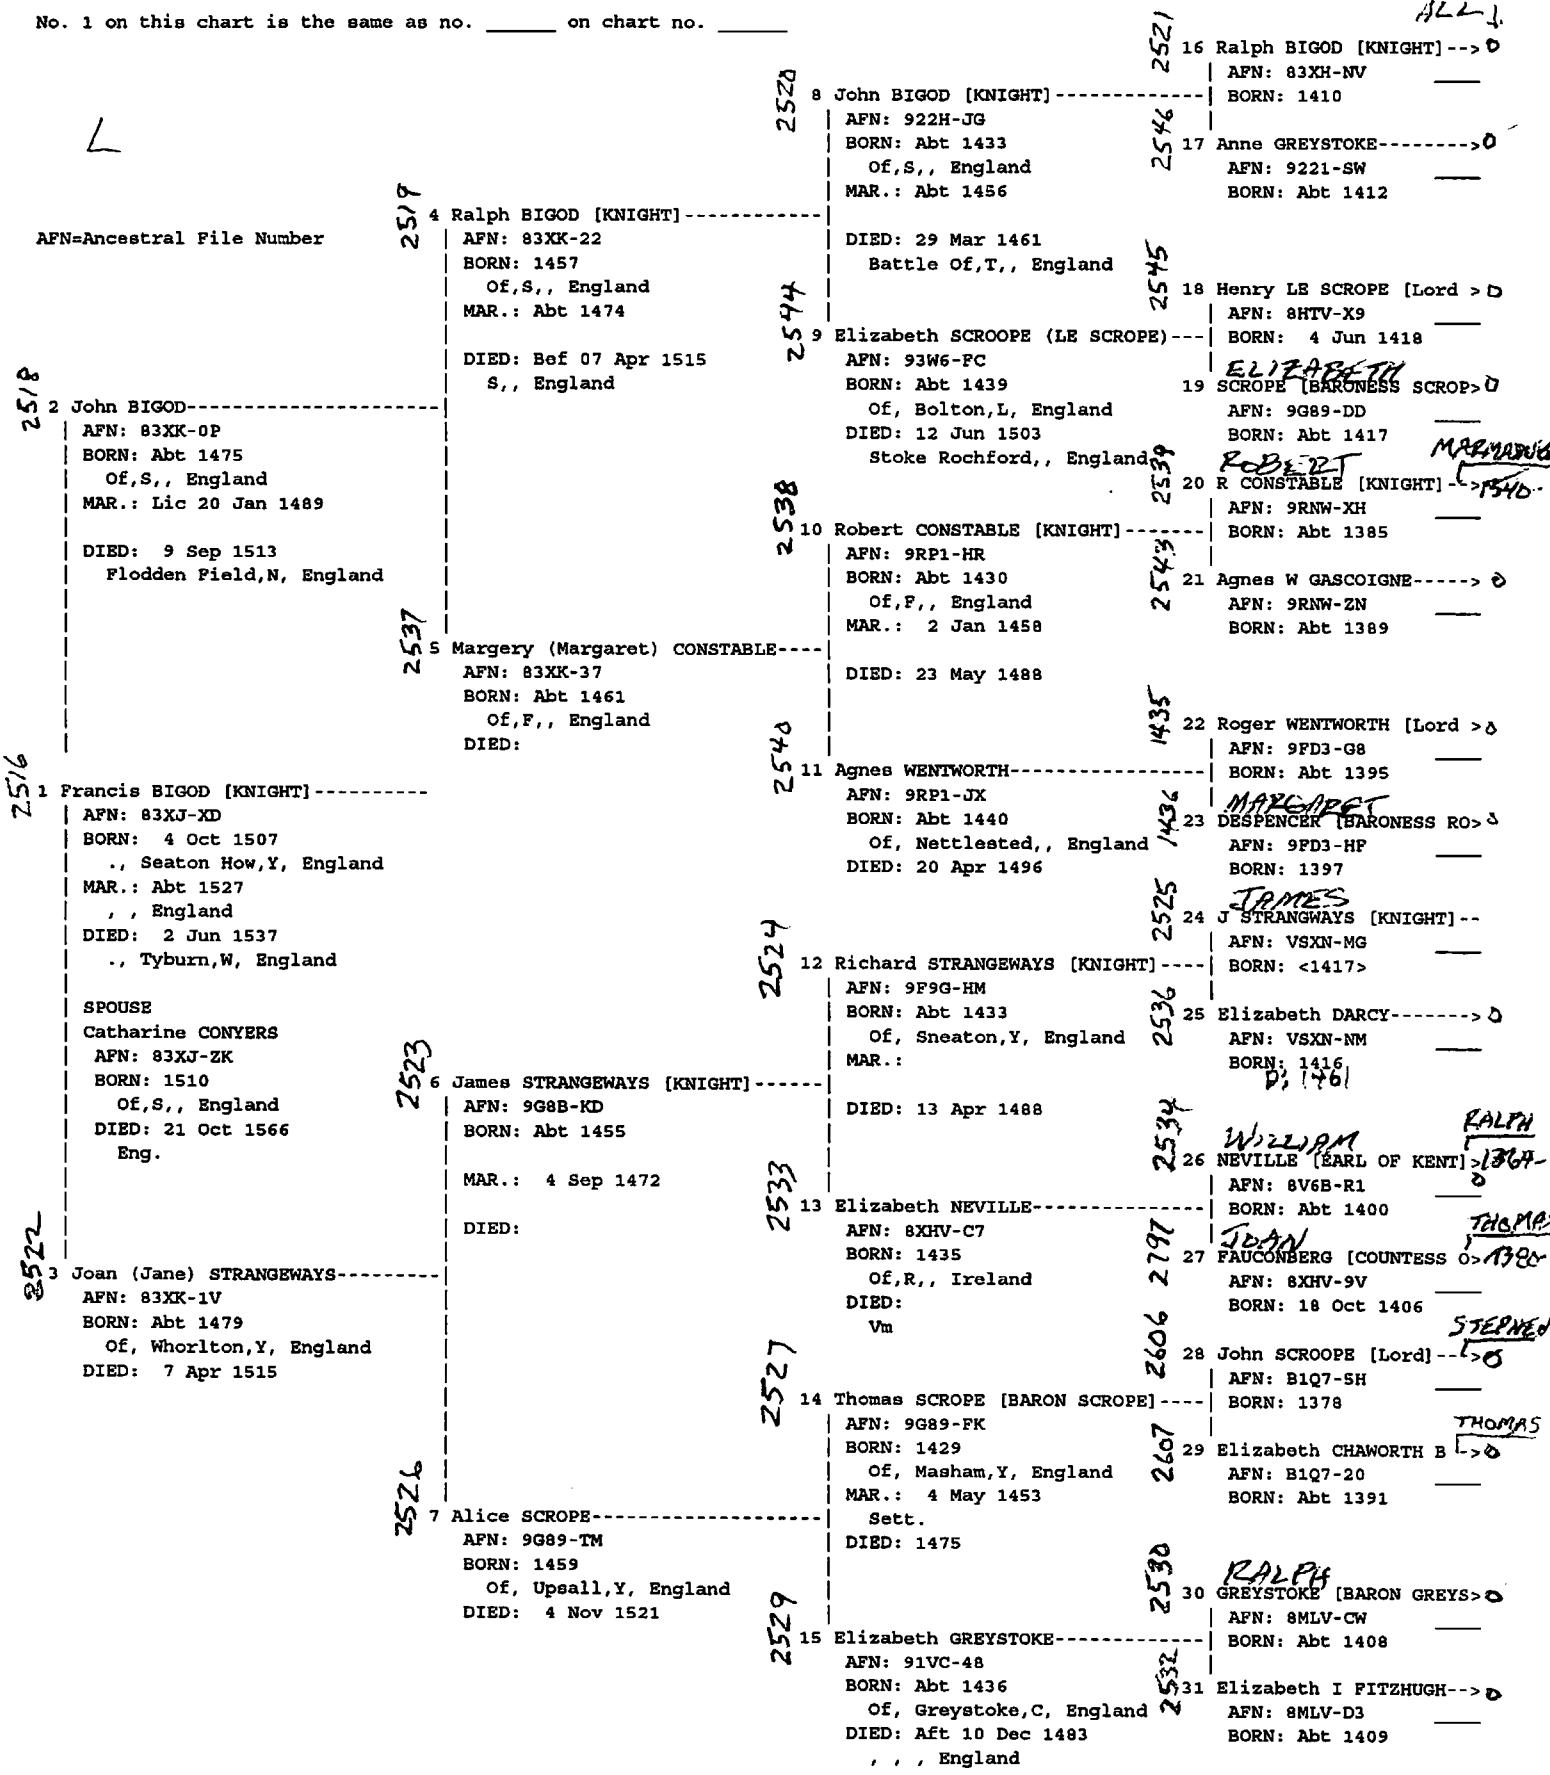 No. 1 on this chart is the same as no. ______ on chart no. ______
ALL
L
AFN=Ancestral File Number
2516
1 Francis BIGOD [KNIGHT]----------
AFN: 83XJ-XD
BORN: 4 Oct 1507
., Seaton How,Y, England
MAR.: Abt 1527
, , England
DIED: 2 Jun 1537
., Tyburn,W, England
SPOUSE
Catharine CONYERS
AFN: 83XJ-ZK
BORN: 1510
Of,S,, England
DIED: 21 Oct 1566
Eng.
2518
2 John BIGOD---------------------
AFN: 83XK-0P
BORN: Abt 1475
Of,S,, England
MAR.: Lic 20 Jan 1489
DIED: 9 Sep 1513
Flodden Field,N, England
2522
3 Joan (Jane) STRANGEWAYS---------
AFN: 83XK-1V
BORN: Abt 1479
Of, Whorlton,Y, England
DIED: 7 Apr 1515
2519
4 Ralph BIGOD [KNIGHT]------------
AFN: 83XK-22
BORN: 1457
Of,S,, England
MAR.: Abt 1474
DIED: Bef 07 Apr 1515
S,, England
2537
5 Margery (Margaret) CONSTABLE----
AFN: 83XK-37
BORN: Abt 1461
Of,F,, England
DIED:
2523
6 James STRANGEWAYS [KNIGHT]------
AFN: 9G8B-KD
BORN: Abt 1455
MAR.: 4 Sep 1472
DIED:
2526
7 Alice SCROPE--------------------
AFN: 9G89-TM
BORN: 1459
Of, Upsall,Y, England
DIED: 4 Nov 1521
2520
8 John BIGOD [KNIGHT]-------------
AFN: 922H-JG
BORN: Abt 1433
Of,S,, England
MAR.: Abt 1456
DIED: 29 Mar 1461
Battle Of,T,, England
2544
9 Elizabeth SCROOPE (LE SCROPE)---
AFN: 93W6-FC
BORN: Abt 1439
Of, Bolton,L, England
DIED: 12 Jun 1503
Stoke Rochford,, England
2538
10 Robert CONSTABLE [KNIGHT]-------
AFN: 9RP1-HR
BORN: Abt 1430
Of,F,, England
MAR.: 2 Jan 1458
DIED: 23 May 1488
2540
11 Agnes WENTWORTH-----------------
AFN: 9RP1-JX
BORN: Abt 1440
Of, Nettlested,, England
DIED: 20 Apr 1496
2524
12 Richard STRANGEWAYS [KNIGHT]----
AFN: 9F9G-HM
BORN: Abt 1433
Of, Sneaton,Y, England
MAR.:
DIED: 13 Apr 1488
2533
13 Elizabeth NEVILLE---------------
AFN: 8XHV-C7
BORN: 1435
Of,R,, Ireland
DIED:
Vm
2527
14 Thomas SCROPE [BARON SCROPE]----
AFN: 9G89-FK
BORN: 1429
Of, Masham,Y, England
MAR.: 4 May 1453
Sett.
DIED: 1475
2529
15 Elizabeth GREYSTOKE-------------
AFN: 91VC-48
BORN: Abt 1436
Of, Greystoke,C, England
DIED: Aft 10 Dec 1483
, , , England
2521
16 Ralph BIGOD [KNIGHT]--> 0
AFN: 83XH-NV
BORN: 1410
2546
17 Anne GREYSTOKE--------> 0
AFN: 9221-SW
BORN: Abt 1412
2545
18 Henry LE SCROPE [Lord > 0
AFN: 8HTV-X9
BORN: 4 Jun 1418
ELIZABETH
19 SCROPE [BARONESS SCROP> 0
AFN: 9G89-DD
BORN: Abt 1417
2539
ROBERT
MARMADUKE
20 R CONSTABLE [KNIGHT]--> 1540-
AFN: 9RNW-XH
BORN: Abt 1385
2543
21 Agnes W GASCOIGNE-----> 0
AFN: 9RNW-ZN
BORN: Abt 1389
1435
22 Roger WENTWORTH [Lord > 0
AFN: 9FD3-G8
BORN: Abt 1395
1436
MARGARET
23 DESPENCER [BARONESS RO> 0
AFN: 9FD3-HP
BORN: 1397
2525
JAMES
24 J STRANGWAYS [KNIGHT]--
AFN: VSXN-MG
BORN: <1417>
2536
25 Elizabeth DARCY-------> 0
AFN: VSXN-NM
BORN: 1416
D: 1461
2534
WILLIAM
RALPH
26 NEVILLE [EARL OF KENT]> 1364-
0
AFN: 8V6B-R1
BORN: Abt 1400
2797
JOAN
THOMAS
27 FAUCONBERG [COUNTESS O> 1380-
AFN: 8XHV-9V
BORN: 18 Oct 1406
2606
STEPHEN
28 John SCROOPE [Lord]--> 0
AFN: B1Q7-5H
BORN: 1378
2607
THOMAS
29 Elizabeth CHAWORTH B -> 0
AFN: B1Q7-20
BORN: Abt 1391
2530
RALPH
30 GREYSTOKE [BARON GREYS> 0
AFN: 8MLV-CW
BORN: Abt 1408
2532
31 Elizabeth I FITZHUGH--> 0
AFN: 8MLV-D3
BORN: Abt 1409